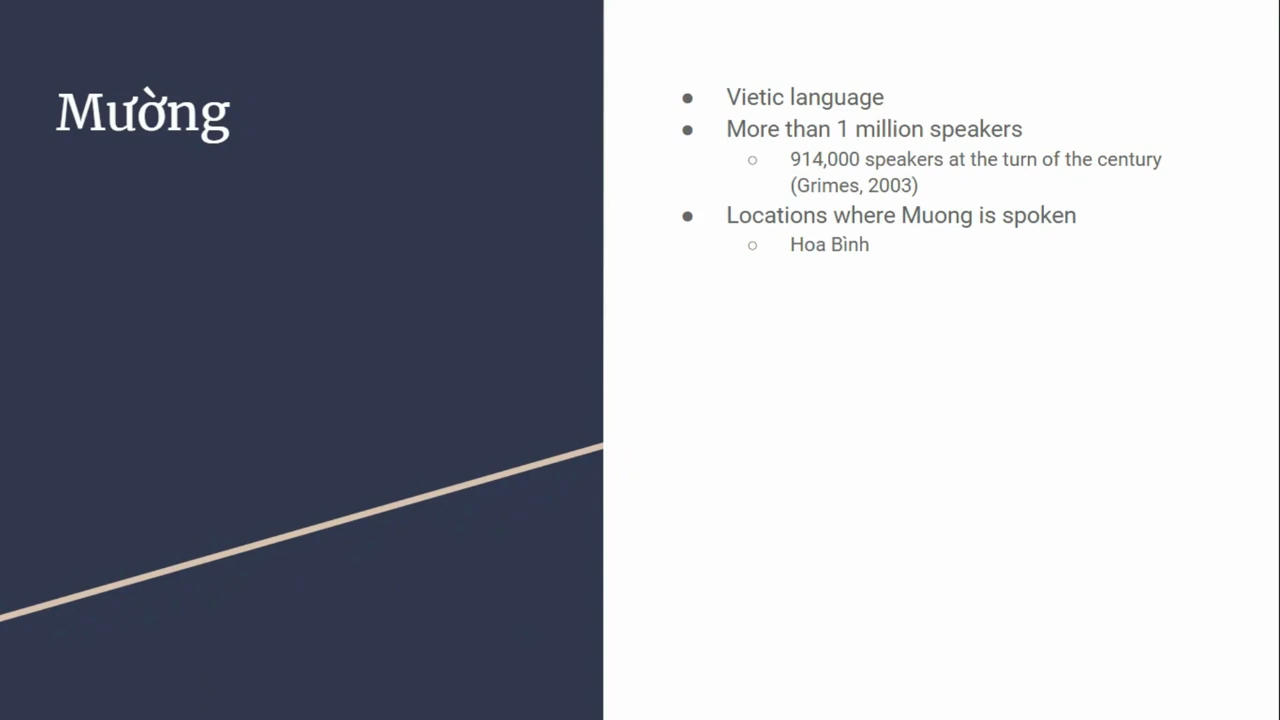 Mường
● Vietic language
● More than 1 million speakers
○ 914,000 speakers at the turn of the century
(Grimes, 2003)
● Locations where Muong is spoken
○ Hoa Bình